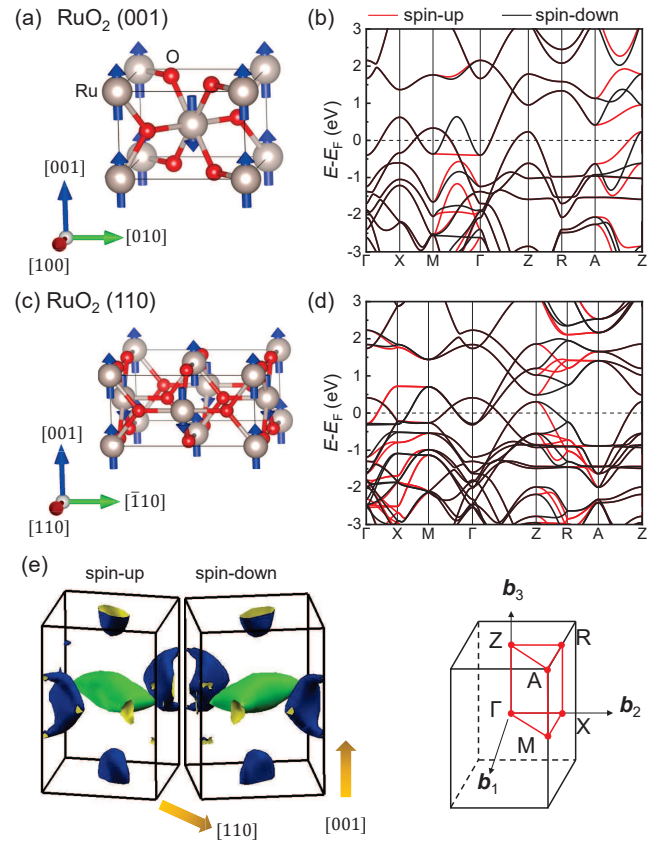 (a) RuO₂ (001)
O
Ru
[001]
[010]
[100]
(b) spin-up spin-down
E-E_F (eV)
3
2
1
0
-1
-2
-3
Γ X M Γ Z R A Z
(c) RuO₂ (110)
[001]
[1̄10]
[110]
(d)
E-E_F (eV)
3
2
1
0
-1
-2
-3
Γ X M Γ Z R A Z
(e) spin-up spin-down
[110]
[001]
b₃
Z R
A
Γ b₂
X
M
b₁